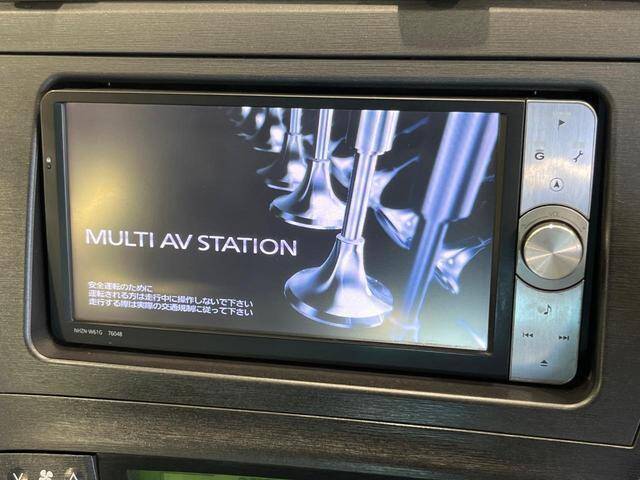 G
MULTI AV STATION
安全運転のために
運転される方は走行中に操作しないで下さい
走行する際は実際の交通規制に従って下さい
NHZN-W61G 76048